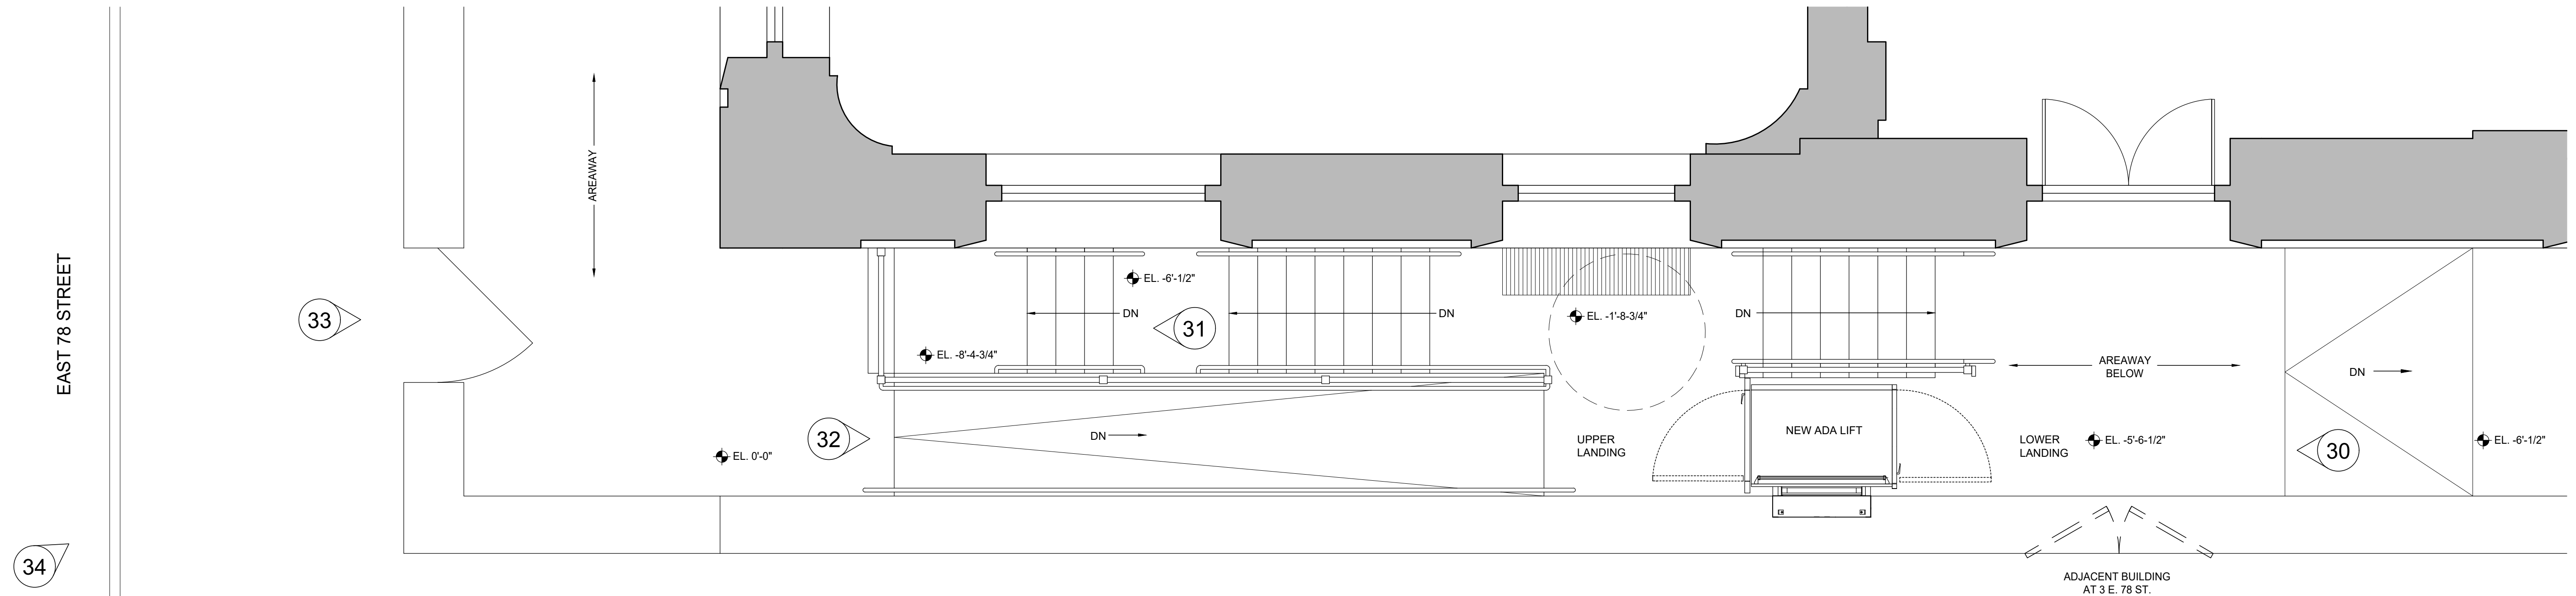 EAST 78 STREET
34
33
AREAWAY
EL. 0'-0"
32
EL. -8'-4-3/4"
DN
EL. -6'-1/2"
31
DN
DN
EL. -1'-8-3/4"
UPPER
LANDING
DN
NEW ADA LIFT
AREAWAY
BELOW
LOWER
LANDING
EL. -5'-6-1/2"
30
DN
EL. -6'-1/2"
ADJACENT BUILDING
AT 3 E. 78 ST.